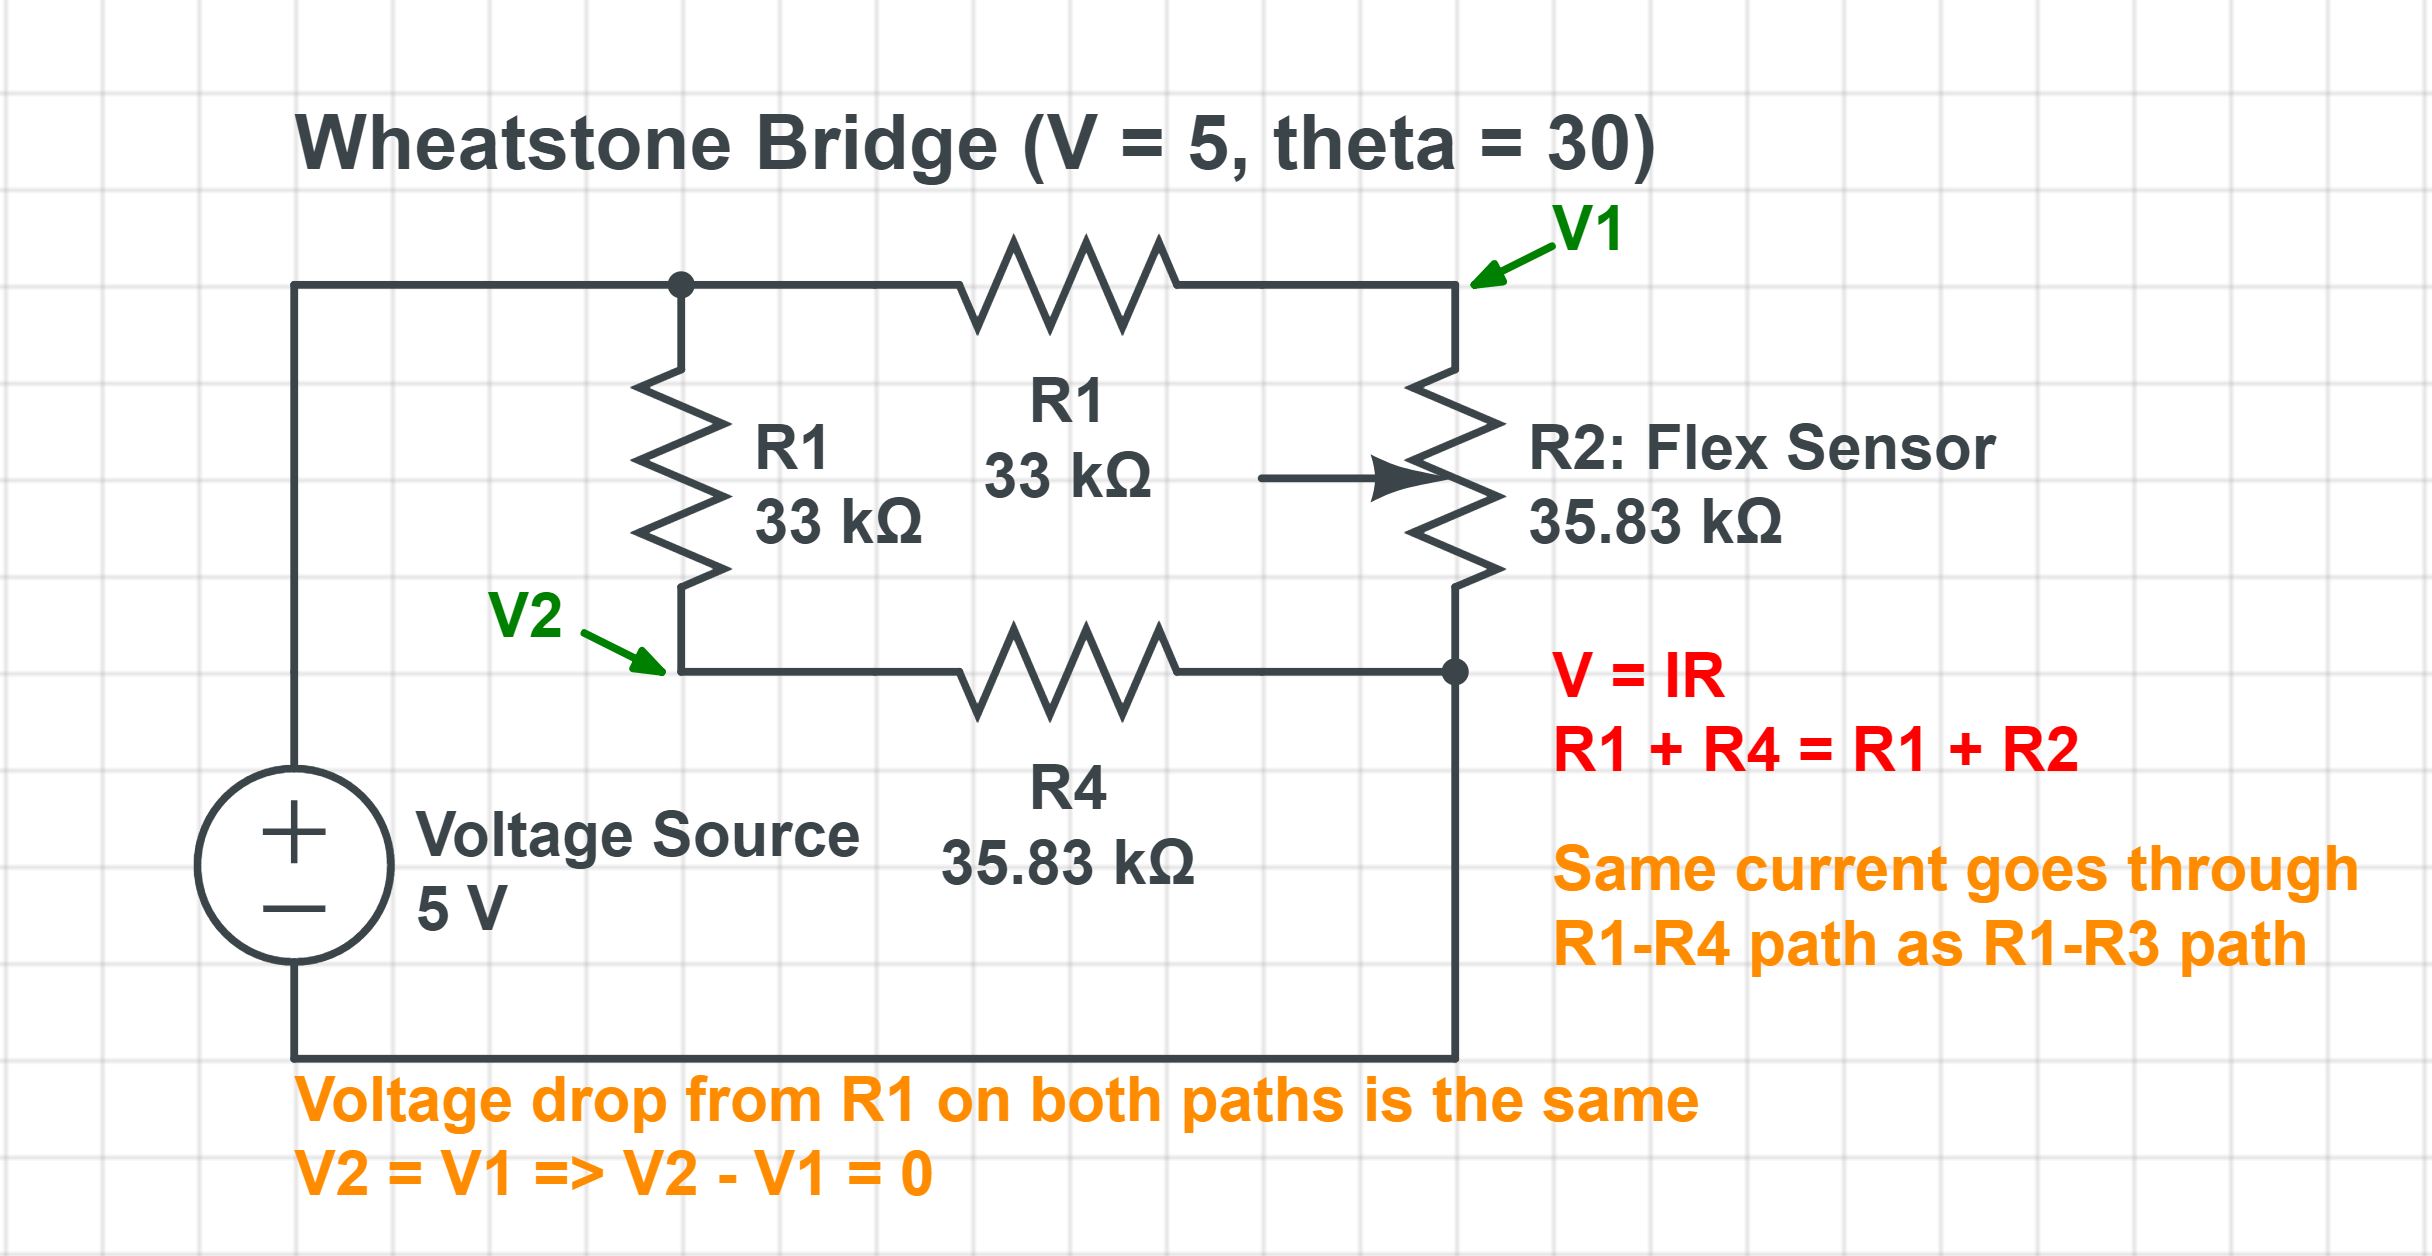 Wheatstone Bridge (V = 5, theta = 30)
V1
R1
33 kΩ
R1
33 kΩ
R2: Flex Sensor
35.83 kΩ
V2
V = IR
R1 + R4 = R1 + R2
R4
35.83 kΩ
Voltage Source
5 V
Same current goes through
R1-R4 path as R1-R3 path
Voltage drop from R1 on both paths is the same
V2 = V1 => V2 - V1 = 0